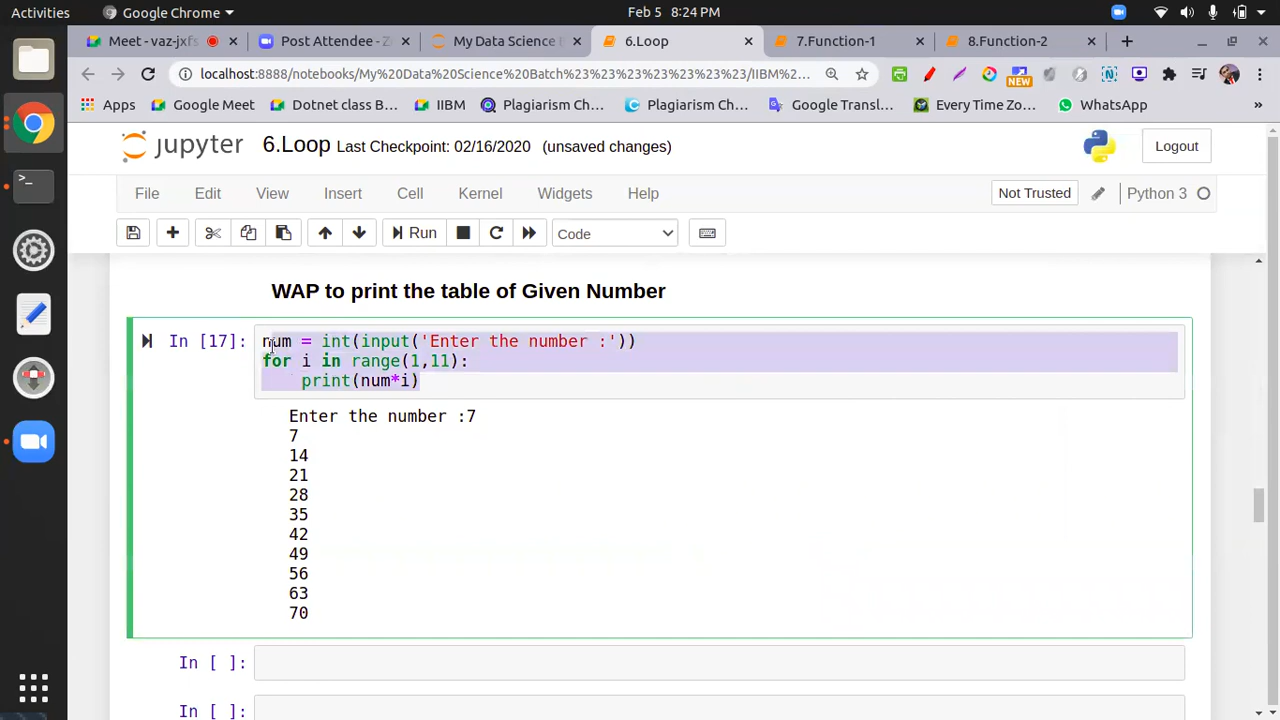 Activities Google Chrome Feb 5 8:24 PM
Meet - vaz-jxfs Post Attendee - Z My Data Science B 6.Loop 7.Function-1 8.Function-2
localhost:8888/notebooks/My%20Data%20Science%20Batch%23%23%23%23%23%23%23/IIBM%2...
NEW
Apps Google Meet Dotnet class B... IIBM Plagiarism Ch... Plagiarism Ch... Google Transl... Every Time Zo... WhatsApp »
jupyter 6.Loop Last Checkpoint: 02/16/2020 (unsaved changes) Logout
File Edit View Insert Cell Kernel Widgets Help Not Trusted Python 3
Run Code
WAP to print the table of Given Number
In [17]: num = int(input('Enter the number :'))
for i in range(1,11):
print(num*i)
Enter the number :7
7
14
21
28
35
42
49
56
63
70
In [ ]:
In [ ]: